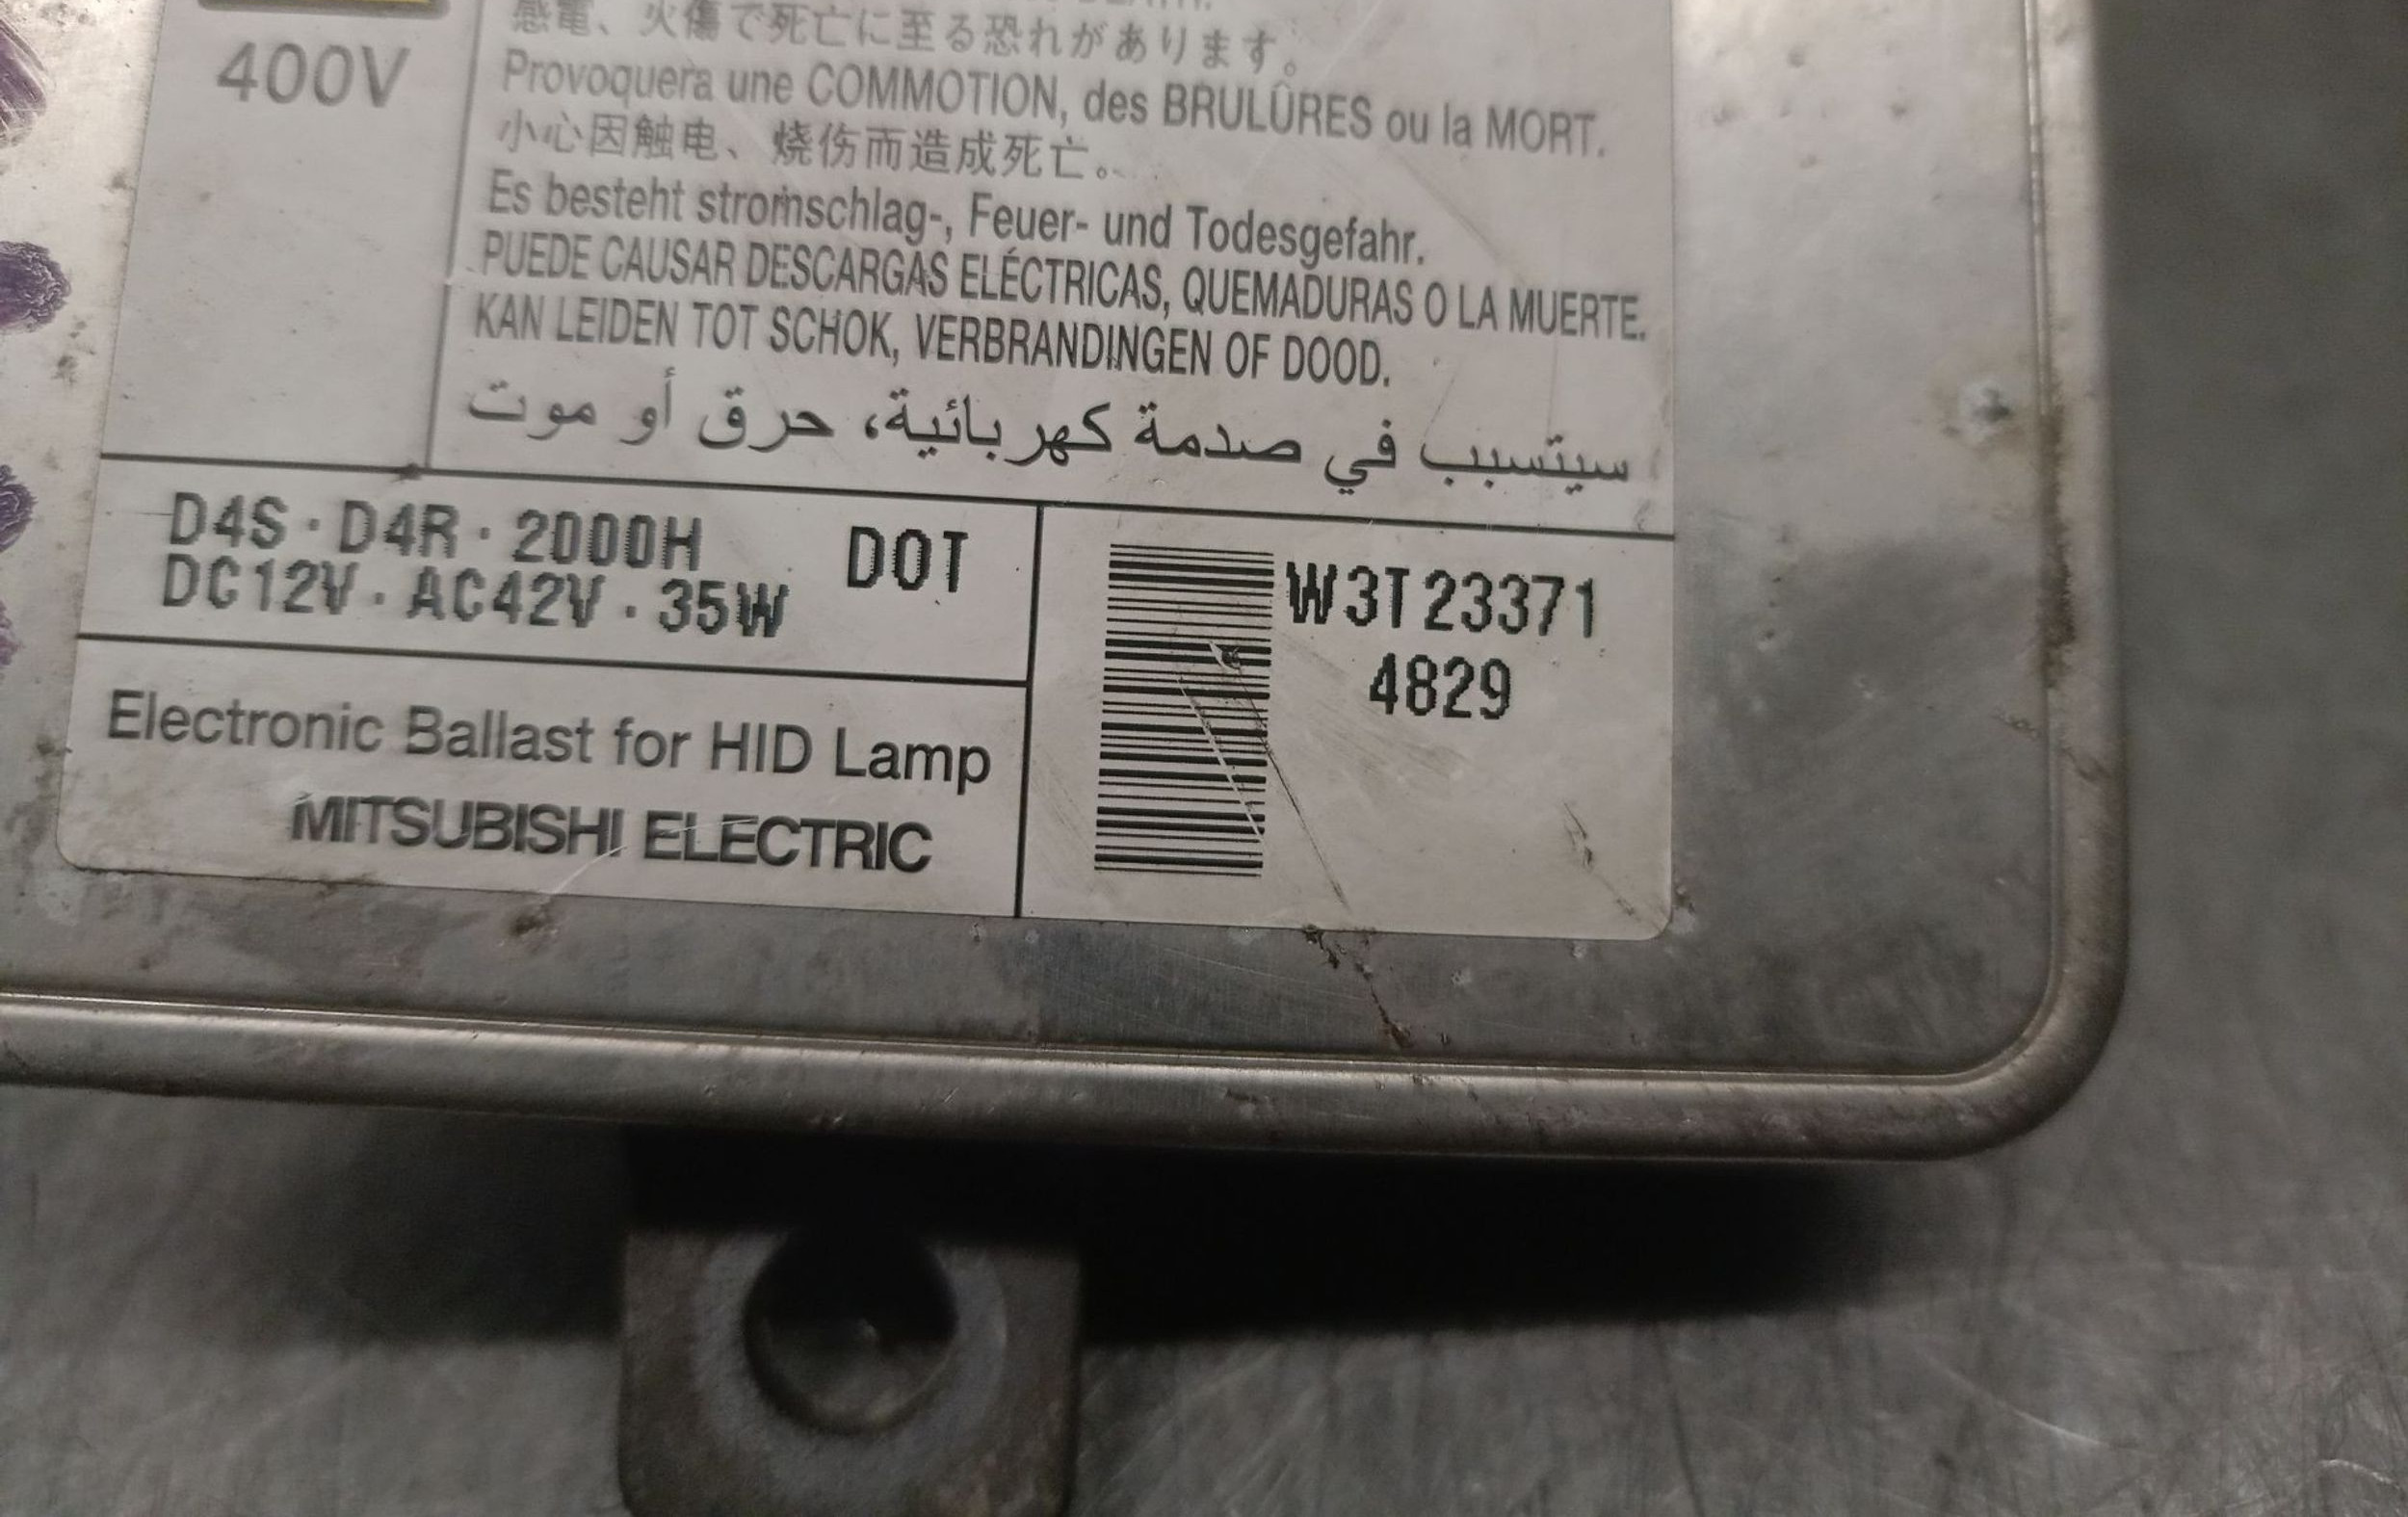 感電、火傷で死亡に至る恐れがあります。
400V
Provoquera une COMMOTION, des BRULÛRES ou la MORT.
小心因触电、烧伤而造成死亡。
Es besteht stromschlag-, Feuer- und Todesgefahr.
PUEDE CAUSAR DESCARGAS ELÉCTRICAS, QUEMADURAS O LA MUERTE.
KAN LEIDEN TOT SCHOK, VERBRANDINGEN OF DOOD.
سيتسبب في صدمة كهربائية، حرق أو موت
D4S · D4R · 2000H DOT
DC12V · AC42V · 35W
W3T23371
4829
Electronic Ballast for HID Lamp
MITSUBISHI ELECTRIC